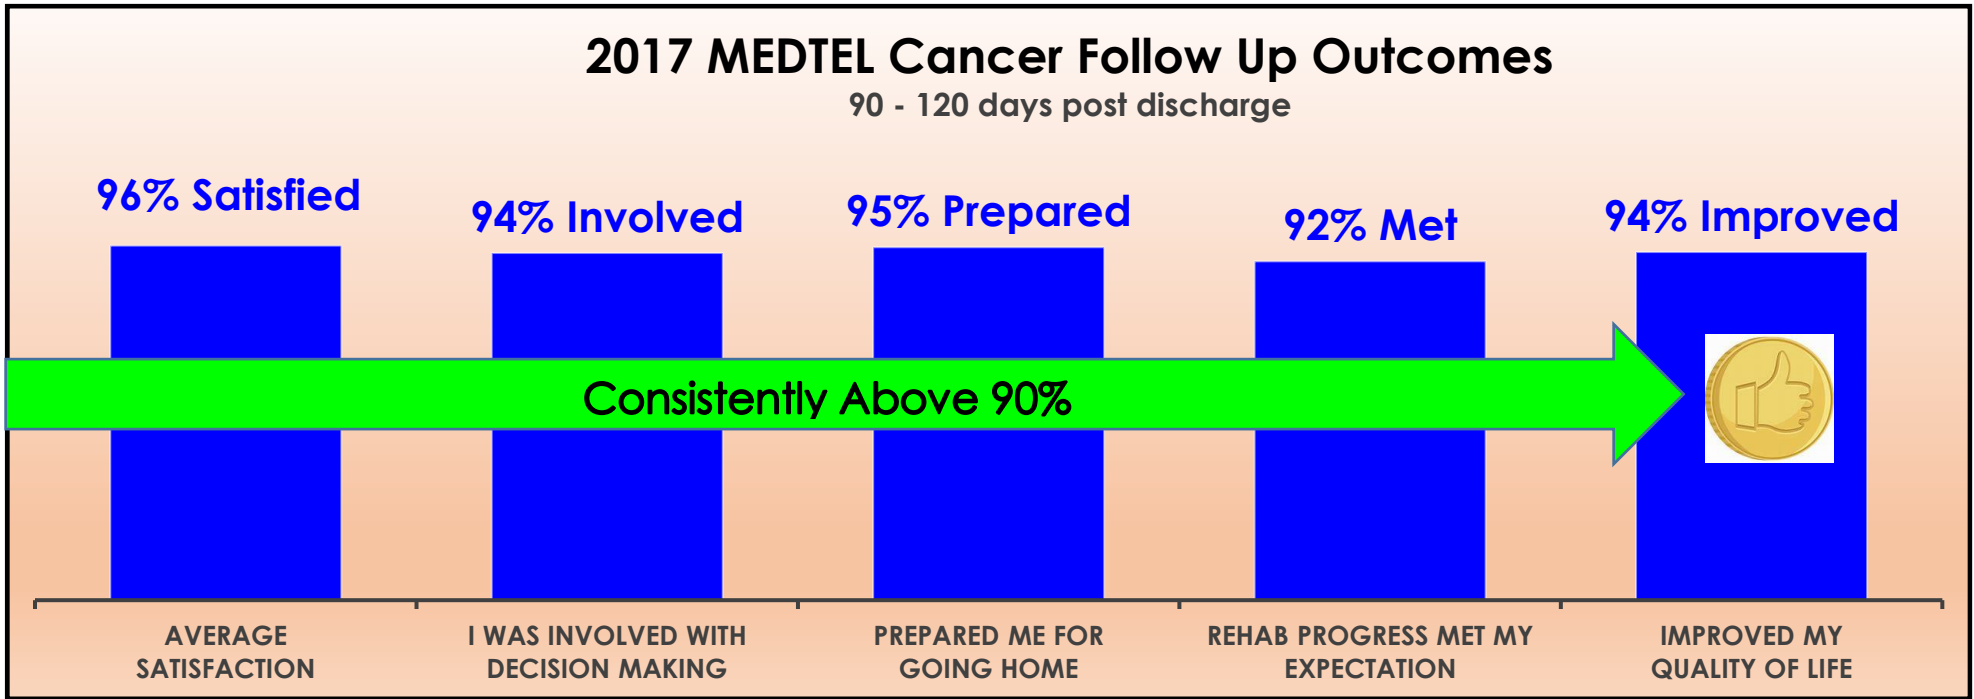 2017 MEDTEL Cancer Follow Up Outcomes
90 - 120 days post discharge
96% Satisfied
94% Involved
95% Prepared
92% Met
94% Improved
Consistently Above 90%
AVERAGE
SATISFACTION
I WAS INVOLVED WITH
DECISION MAKING
PREPARED ME FOR
GOING HOME
REHAB PROGRESS MET MY
EXPECTATION
IMPROVED MY
QUALITY OF LIFE